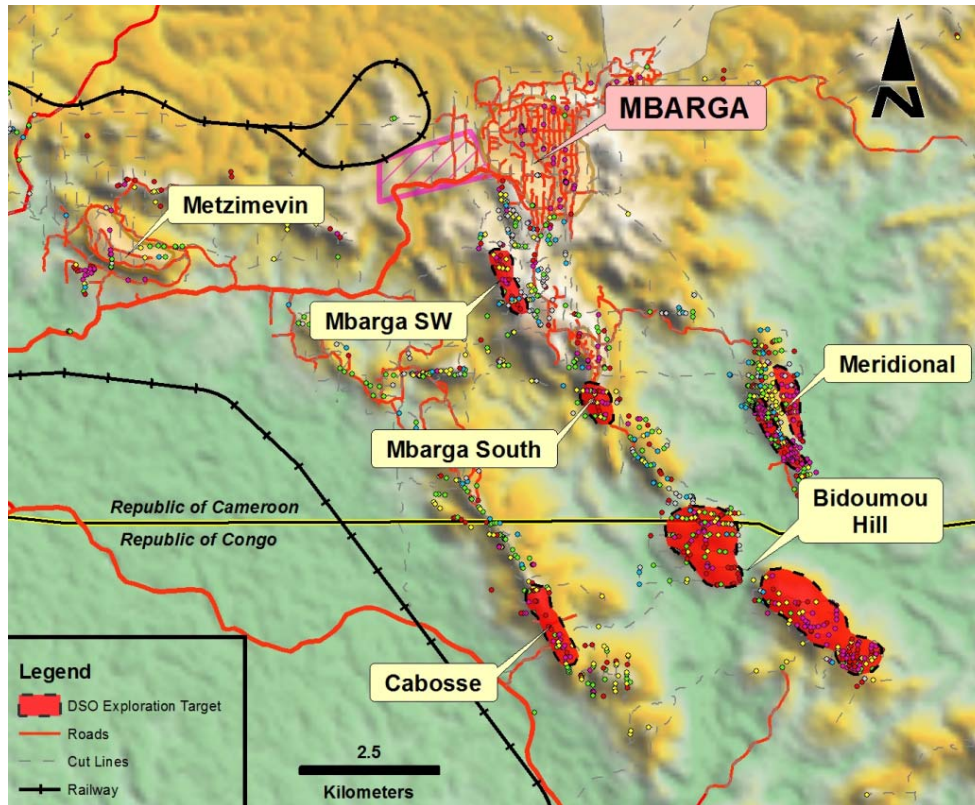 N
MBARGA
Metzimevin
Mbarga SW
Meridional
Mbarga South
Bidoumou
Hill
Republic of Cameroon
Republic of Congo
Cabosse
Legend
DSO Exploration Target
Roads
Cut Lines
Railway
2.5
Kilometers